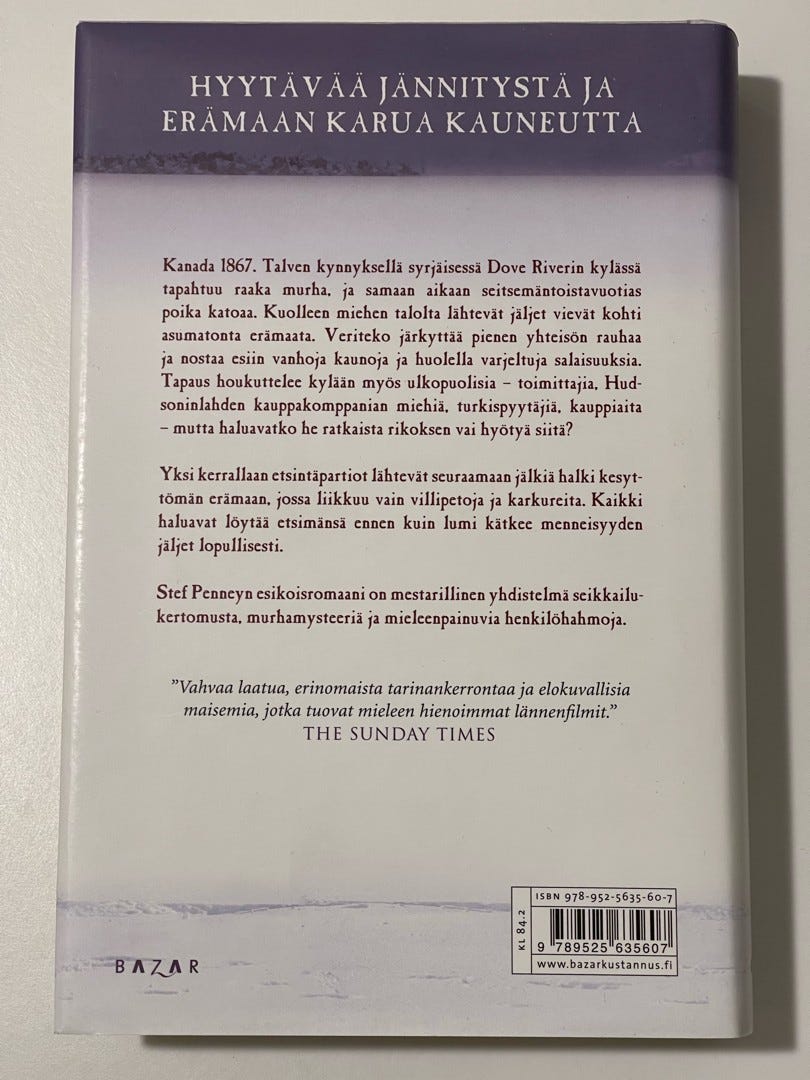 HYYTÄVÄÄ JÄNNITYSTÄ JA
ERÄMAAN KARUA KAUNEUTTA
Kanada 1867. Talven kynnyksellä syrjäisessä Dove Riverin kylässä
tapahtuu raaka murha, ja samaan aikaan seitsemäntoistavuotias
poika katoaa. Kuolleen miehen talolta lähtevät jäljet vievät kohti
asumatonta erämaata. Veriteko järkyttää pienen yhteisön rauhaa
ja nostaa esiin vanhoja kaunoja ja huolella varjeltuja salaisuuksia.
Tapaus houkuttelee kylään myös ulkopuolisia – toimittajia, Hud-
soninlahden kauppakomppanian miehiä, turkispyytäjiä, kauppiaita
– mutta haluavatko he ratkaista rikoksen vai hyötyä siitä?
Yksi kerrallaan etsintäpartiot lähtevät seuraamaan jälkiä halki kesyt-
tömän erämaan, jossa liikkuu vain villipetoja ja karkureita. Kaikki
haluavat löytää etsimänsä ennen kuin lumi kätkee menneisyyden
jäljet lopullisesti.
Stef Penneyn esikoisromaani on mestarillinen yhdistelmä seikkailu-
kertomusta, murhamysteeriä ja mieleenpainuvia henkilöhahmoja.
”Vahvaa laatua, erinomaista tarinankerrontaa ja elokuvallisia
maisemia, jotka tuovat mieleen hienoimmat lännenfilmit.”
THE SUNDAY TIMES
BAZAR
KL 84.2
ISBN 978-952-5635-60-7
9 789525 635607
www.bazarkustannus.fi